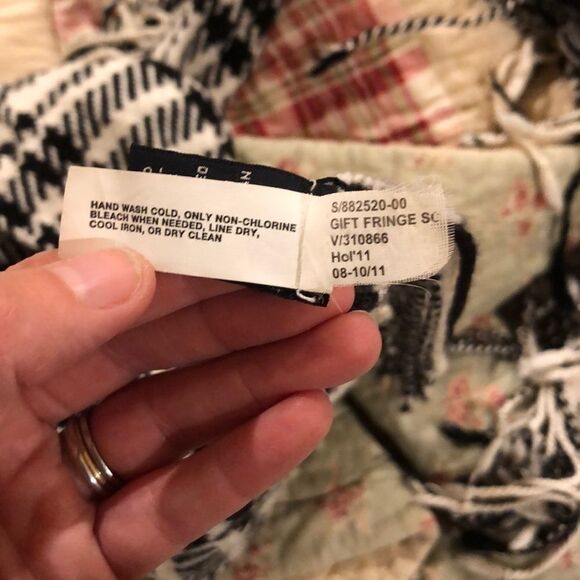 HAND WASH COLD, ONLY NON-CHLORINE
BLEACH WHEN NEEDED, LINE DRY,
COOL IRON, OR DRY CLEAN
S/882520-00
GIFT FRINGE SC
V/310866
Hol'11
08-10/11